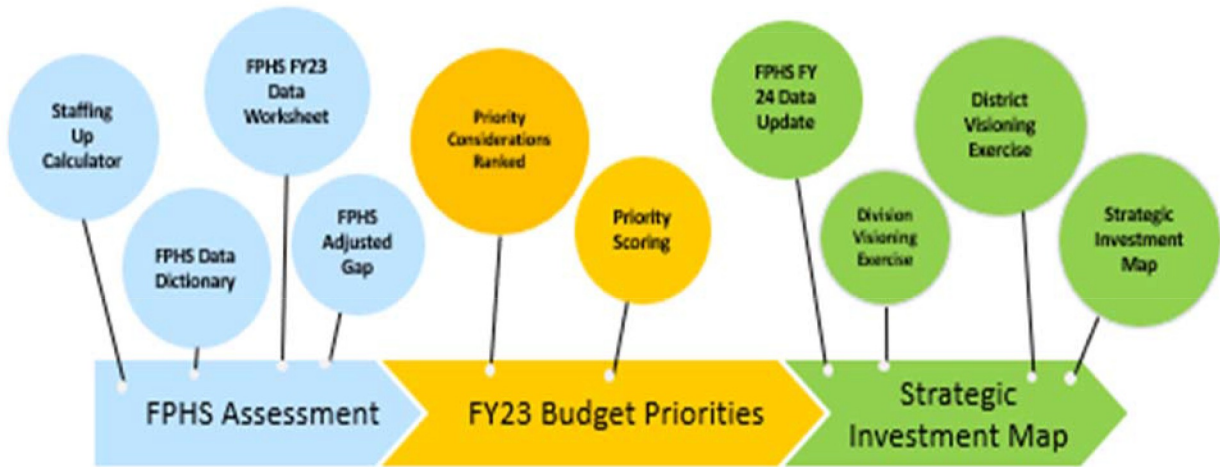 Staffing
Up
Calculator
FPHS Data
Dictionary
FPHS FY23
Data
Worksheet
FPHS
Adjusted
Gap
Priority
Considerations
Ranked
Priority
Scoring
FPHS FY
24 Data
Update
Division
Visioning
Exercise
District
Visioning
Exercise
Strategic
Investment
Map
FPHS Assessment
FY23 Budget Priorities
Strategic
Investment Map